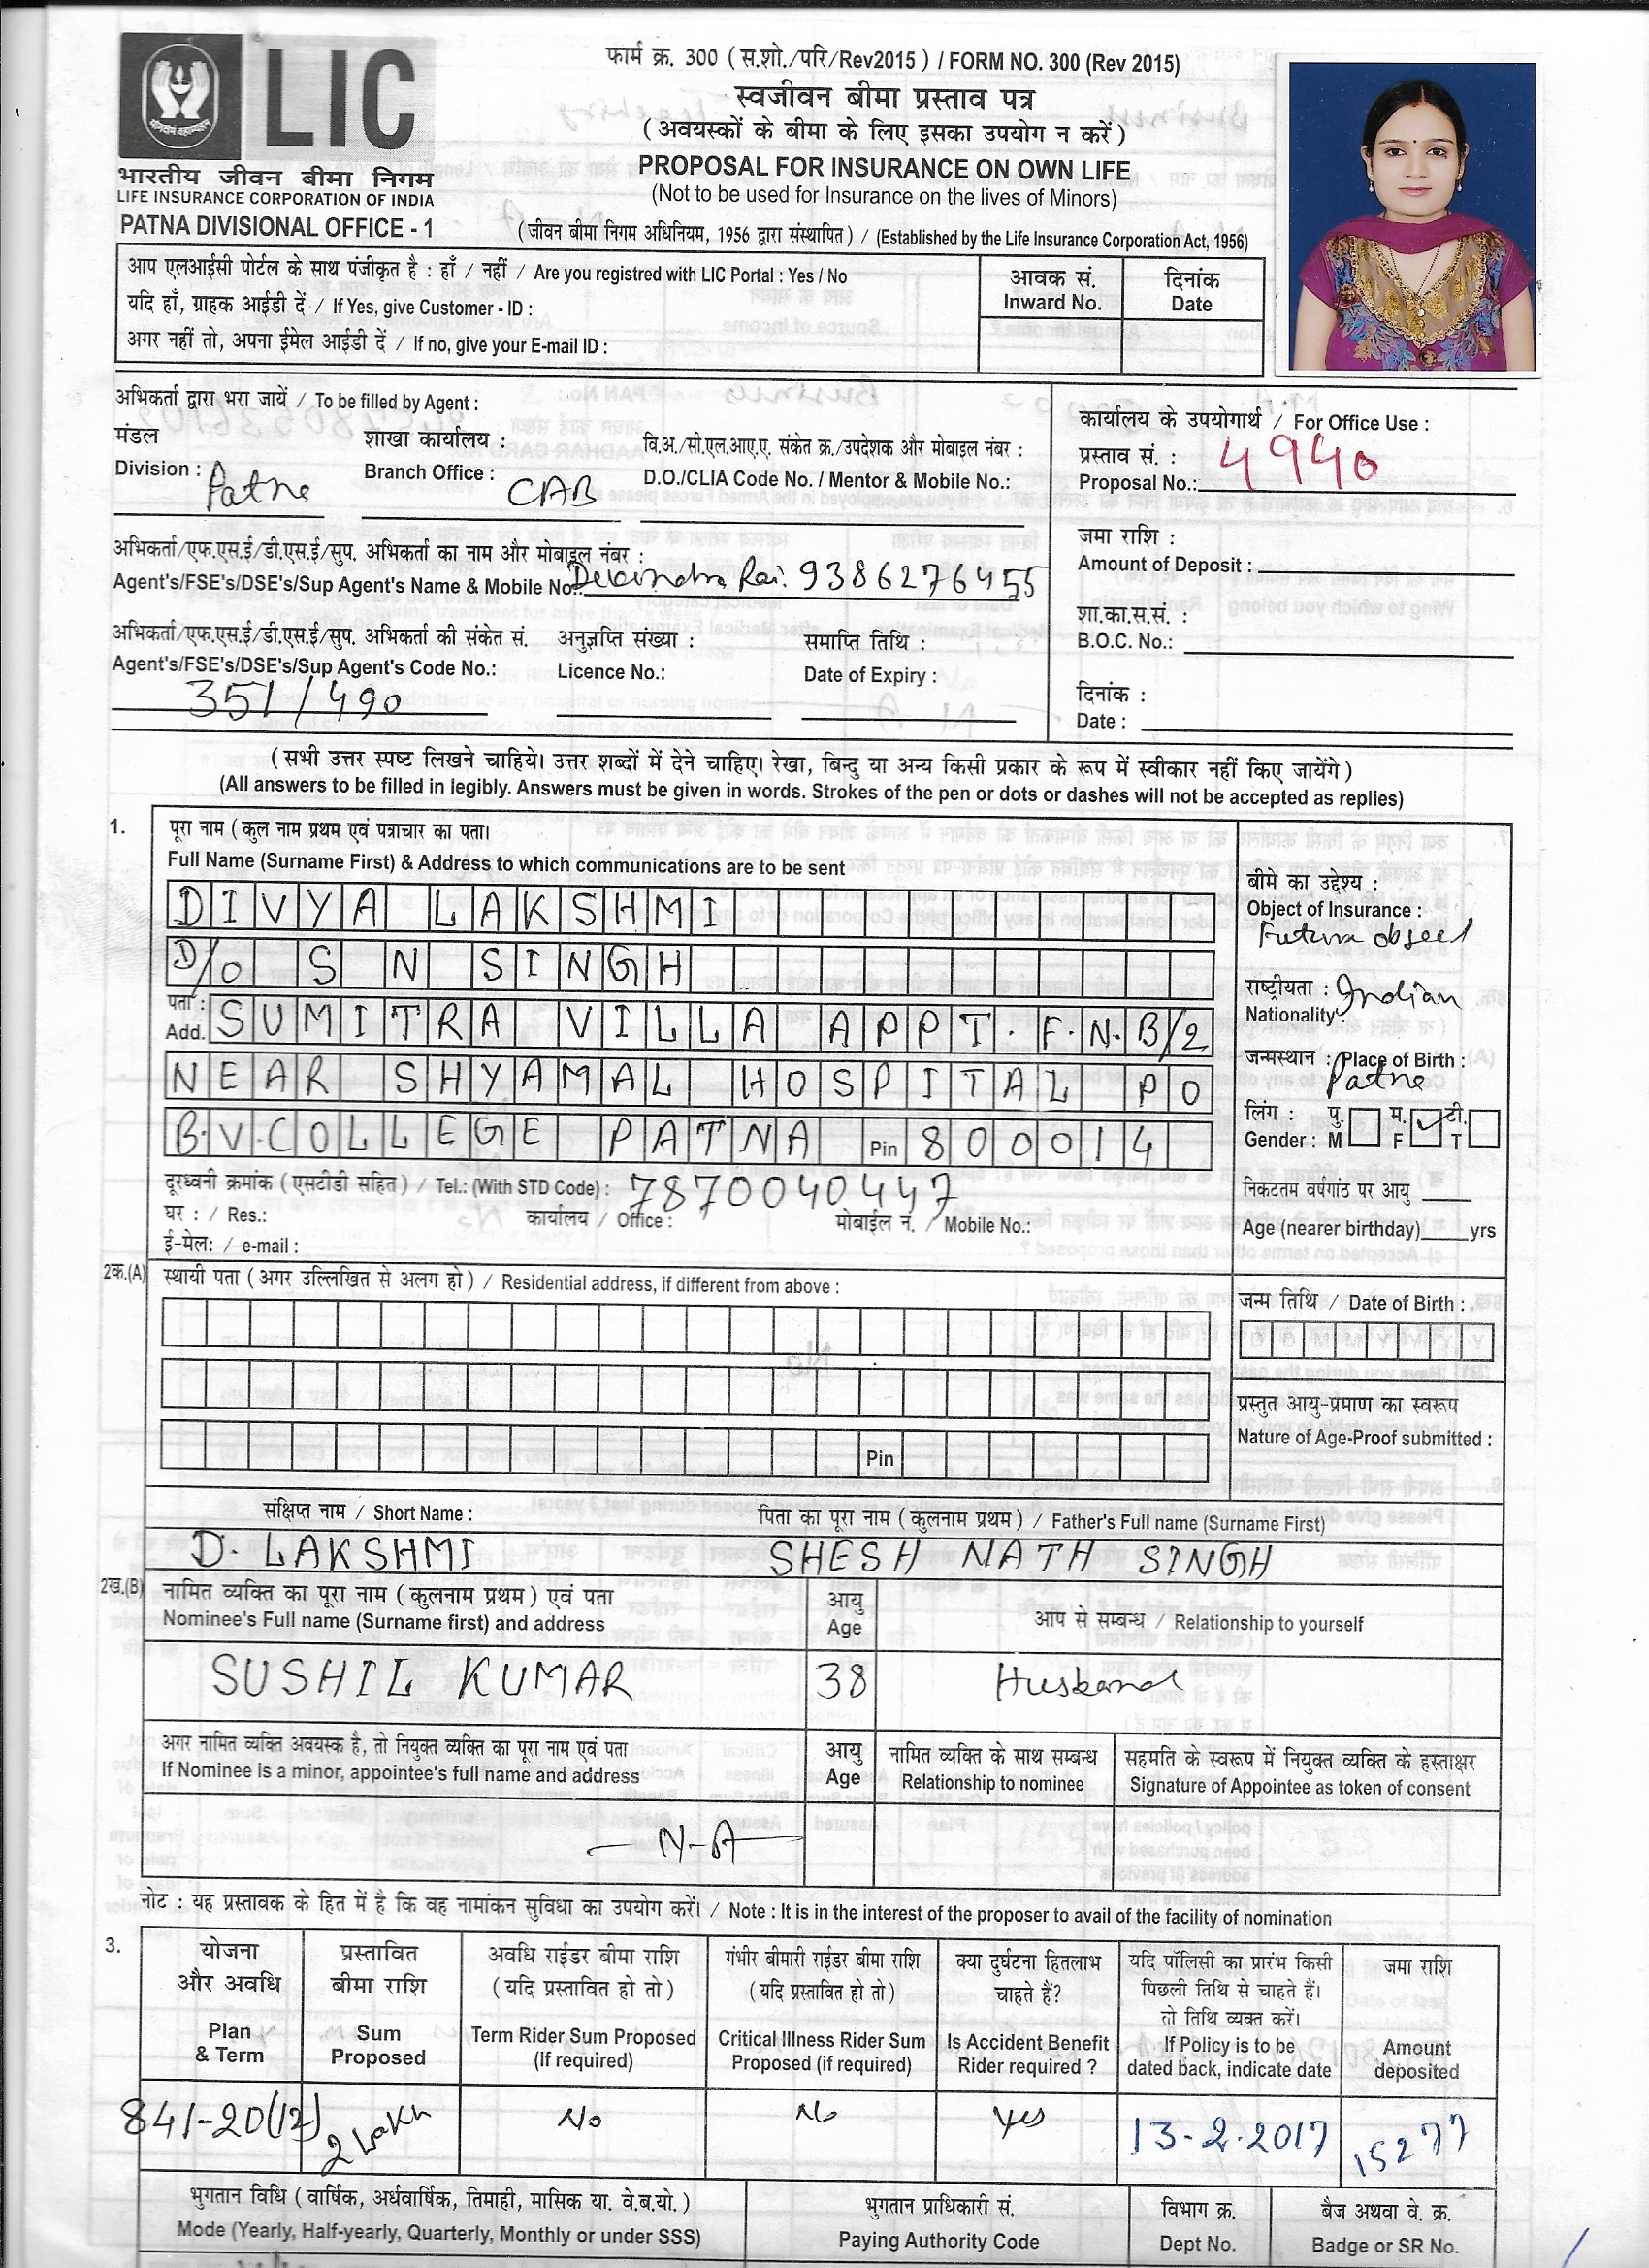 फार्म क्र. 300 ( स.शो./परि/Rev2015 ) / FORM NO. 300 (Rev 2015)
LIC
भारतीय जीवन बीमा निगम
LIFE INSURANCE CORPORATION OF INDIA
PATNA DIVISIONAL OFFICE - 1
स्वजीवन बीमा प्रस्ताव पत्र
( अवयस्कों के बीमा के लिए इसका उपयोग न करें )
PROPOSAL FOR INSURANCE ON OWN LIFE
(Not to be used for Insurance on the lives of Minors)
( जीवन बीमा निगम अधिनियम, 1956 द्वारा संस्थापित ) / (Established by the Life Insurance Corporation Act, 1956)
आप एलआईसी पोर्टल के साथ पंजीकृत है : हाँ / नहीं / Are you registred with LIC Portal : Yes / No
यदि हाँ, ग्राहक आईडी दें / If Yes, give Customer - ID :
अगर नहीं तो, अपना ईमेल आईडी दें / If no, give your E-mail ID :
आवक सं. दिनांक
Inward No. Date
अभिकर्ता द्वारा भरा जायें / To be filled by Agent :
मंडल शाखा कार्यालय : वि.अ./सी.एल.आए.ए. संकेत क्र./उपदेशक और मोबाइल नंबर :
Division : Patna Branch Office : CAB D.O./CLIA Code No. / Mentor & Mobile No.:
अभिकर्ता/एफ.एस.ई/डी.एस.ई/सुप. अभिकर्ता का नाम और मोबाइल नंबर :
Agent's/FSE's/DSE's/Sup Agent's Name & Mobile No.: Devendra Rai. 9386276455
अभिकर्ता/एफ.एस.ई/डी.एस.ई/सुप. अभिकर्ता की संकेत सं. अनुज्ञप्ति संख्या : समाप्ति तिथि :
Agent's/FSE's/DSE's/Sup Agent's Code No.: Licence No.: Date of Expiry :
351/490
कार्यालय के उपयोगार्थ / For Office Use :
प्रस्ताव सं. :
Proposal No.: 4940
जमा राशि :
Amount of Deposit :
शा.का.स.सं. :
B.O.C. No.:
दिनांक :
Date :
( सभी उत्तर स्पष्ट लिखने चाहिये। उत्तर शब्दों में देने चाहिए। रेखा, बिन्दु या अन्य किसी प्रकार के रूप में स्वीकार नहीं किए जायेंगे )
(All answers to be filled in legibly. Answers must be given in words. Strokes of the pen or dots or dashes will not be accepted as replies)
1. पूरा नाम ( कुल नाम प्रथम एवं पत्राचार का पता।
Full Name (Surname First) & Address to which communications are to be sent
DIVYA LAKSHMI
D/O S N SINGH
पता :
Add. SUMITRA VILLA APPT. F.N.B/2
NEAR SHYAMAL HOSPITAL PO
B.V.COLLEGE PATNA Pin 800014
दूरध्वनी क्रमांक ( एसटीडी सहित ) / Tel.: (With STD Code) : 7870040447
घर : / Res.: कार्यालय / Office : मोबाईल न. / Mobile No.:
ई-मेल: / e-mail :
बीमे का उद्देश्य :
Object of Insurance :
Future
राष्ट्रीयता : Indian
Nationality:
जन्मस्थान : Place of Birth :
Patna
लिंग : पु. म. टी.
Gender : M F T
निकटतम वर्षगांठ पर आयु
Age (nearer birthday) yrs
2क.(A) स्थायी पता ( अगर उल्लिखित से अलग हो ) / Residential address, if different from above :
Pin
जन्म तिथि / Date of Birth :
प्रस्तुत आयु-प्रमाण का स्वरूप
Nature of Age-Proof submitted :
संक्षिप्त नाम / Short Name : पिता का पूरा नाम ( कुलनाम प्रथम ) / Father's Full name (Surname First)
D. LAKSHMI SHESH NATH SINGH
2ख.(B) नामित व्यक्ति का पूरा नाम ( कुलनाम प्रथम ) एवं पता आयु आप से सम्बन्ध / Relationship to yourself
Nominee's Full name (Surname first) and address Age
SUSHIL KUMAR 38 Husband
अगर नामित व्यक्ति अवयस्क है, तो नियुक्त व्यक्ति का पूरा नाम एवं पता आयु नामित व्यक्ति के साथ सम्बन्ध सहमति के स्वरूप में नियुक्त व्यक्ति के हस्ताक्षर
If Nominee is a minor, appointee's full name and address Age Relationship to nominee Signature of Appointee as token of consent
N-A
नोट : यह प्रस्तावक के हित में है कि वह नामांकन सुविधा का उपयोग करें। / Note : It is in the interest of the proposer to avail of the facility of nomination
3. योजना प्रस्तावित अवधि राईडर बीमा राशि गंभीर बीमारी राईडर बीमा राशि क्या दुर्घटना हितलाभ यदि पॉलिसी का प्रारंभ किसी जमा राशि
और अवधि बीमा राशि ( यदि प्रस्तावित हो तो ) ( यदि प्रस्तावित हो तो ) चाहते हैं? पिछली तिथि से चाहते हैं।
तो तिथि व्यक्त करें।
Plan Sum Term Rider Sum Proposed Critical Illness Rider Sum Is Accident Benefit If Policy is to be Amount
& Term Proposed (If required) Proposed (if required) Rider required ? dated back, indicate date deposited
841-20(12) 2 Lakh No No Yes 13-2-2017 15277
भुगतान विधि ( वार्षिक, अर्धवार्षिक, तिमाही, मासिक या. वे.ब.यो. ) भुगतान प्राधिकारी सं. विभाग क्र. बैज अथवा वे. क्र.
Mode (Yearly, Half-yearly, Quarterly, Monthly or under SSS) Paying Authority Code Dept No. Badge or SR No.